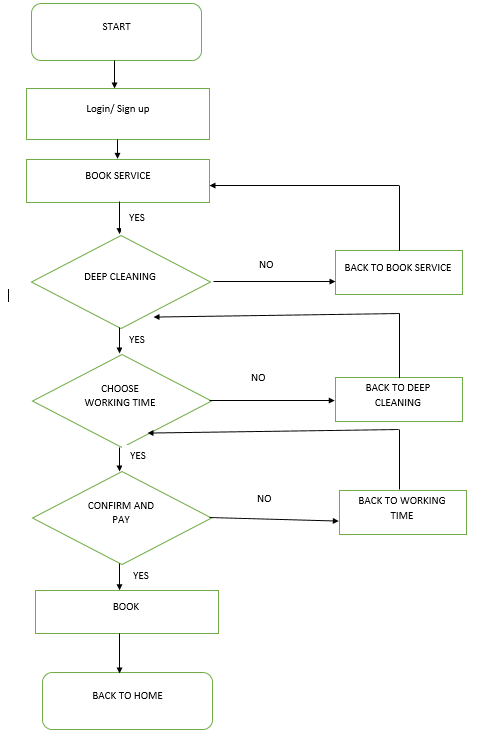 START
Login/ Sign up
BOOK SERVICE
YES
DEEP CLEANING
NO
BACK TO BOOK SERVICE
YES
CHOOSE
WORKING TIME
NO
BACK TO DEEP
CLEANING
YES
CONFIRM AND
PAY
NO
BACK TO WORKING
TIME
YES
BOOK
BACK TO HOME